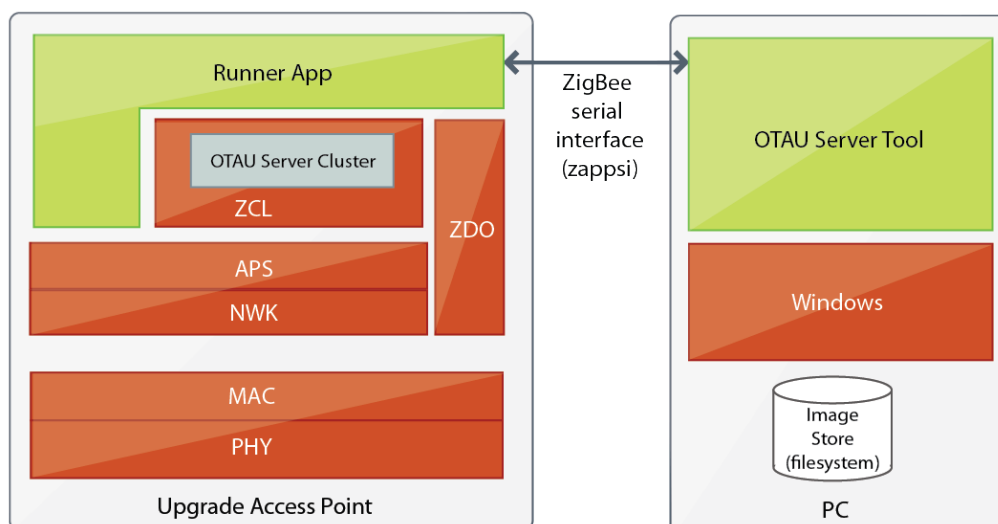 Runner App
OTAU Server Cluster
ZCL
ZDO
APS
NWK
MAC
PHY
Upgrade Access Point
ZigBee
serial
interface
(zappsi)
OTAU Server Tool
Windows
Image
Store
(filesystem)
PC